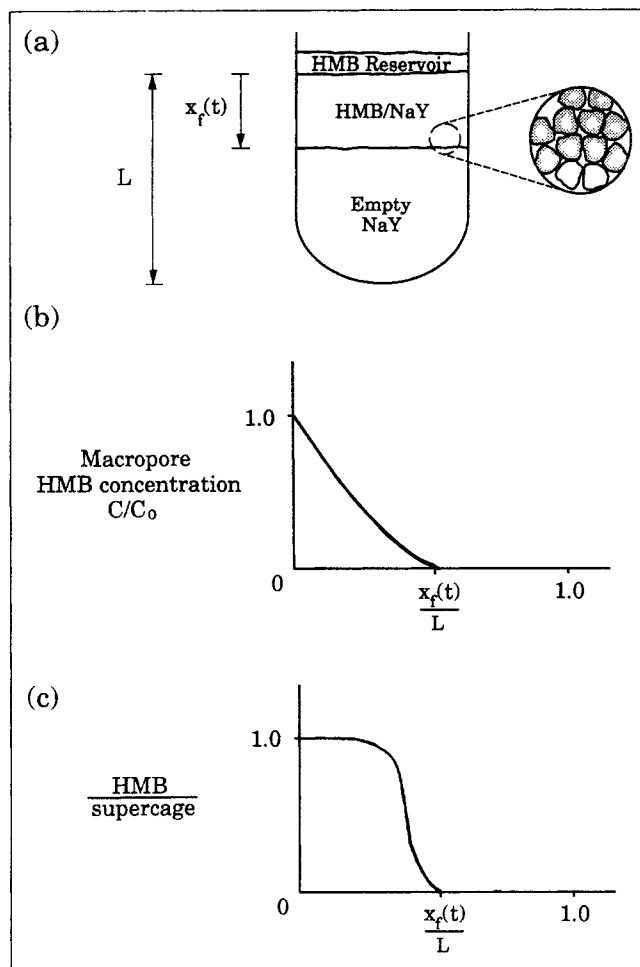 (a)
HMB Reservoir
x_f(t)
HMB/NaY
L
Empty
NaY
(b)
1.0
Macropore
HMB concentration
C/C₀
0
x_f(t)
L
1.0
(c)
1.0
HMB
supercage
0
x_f(t)
L
1.0